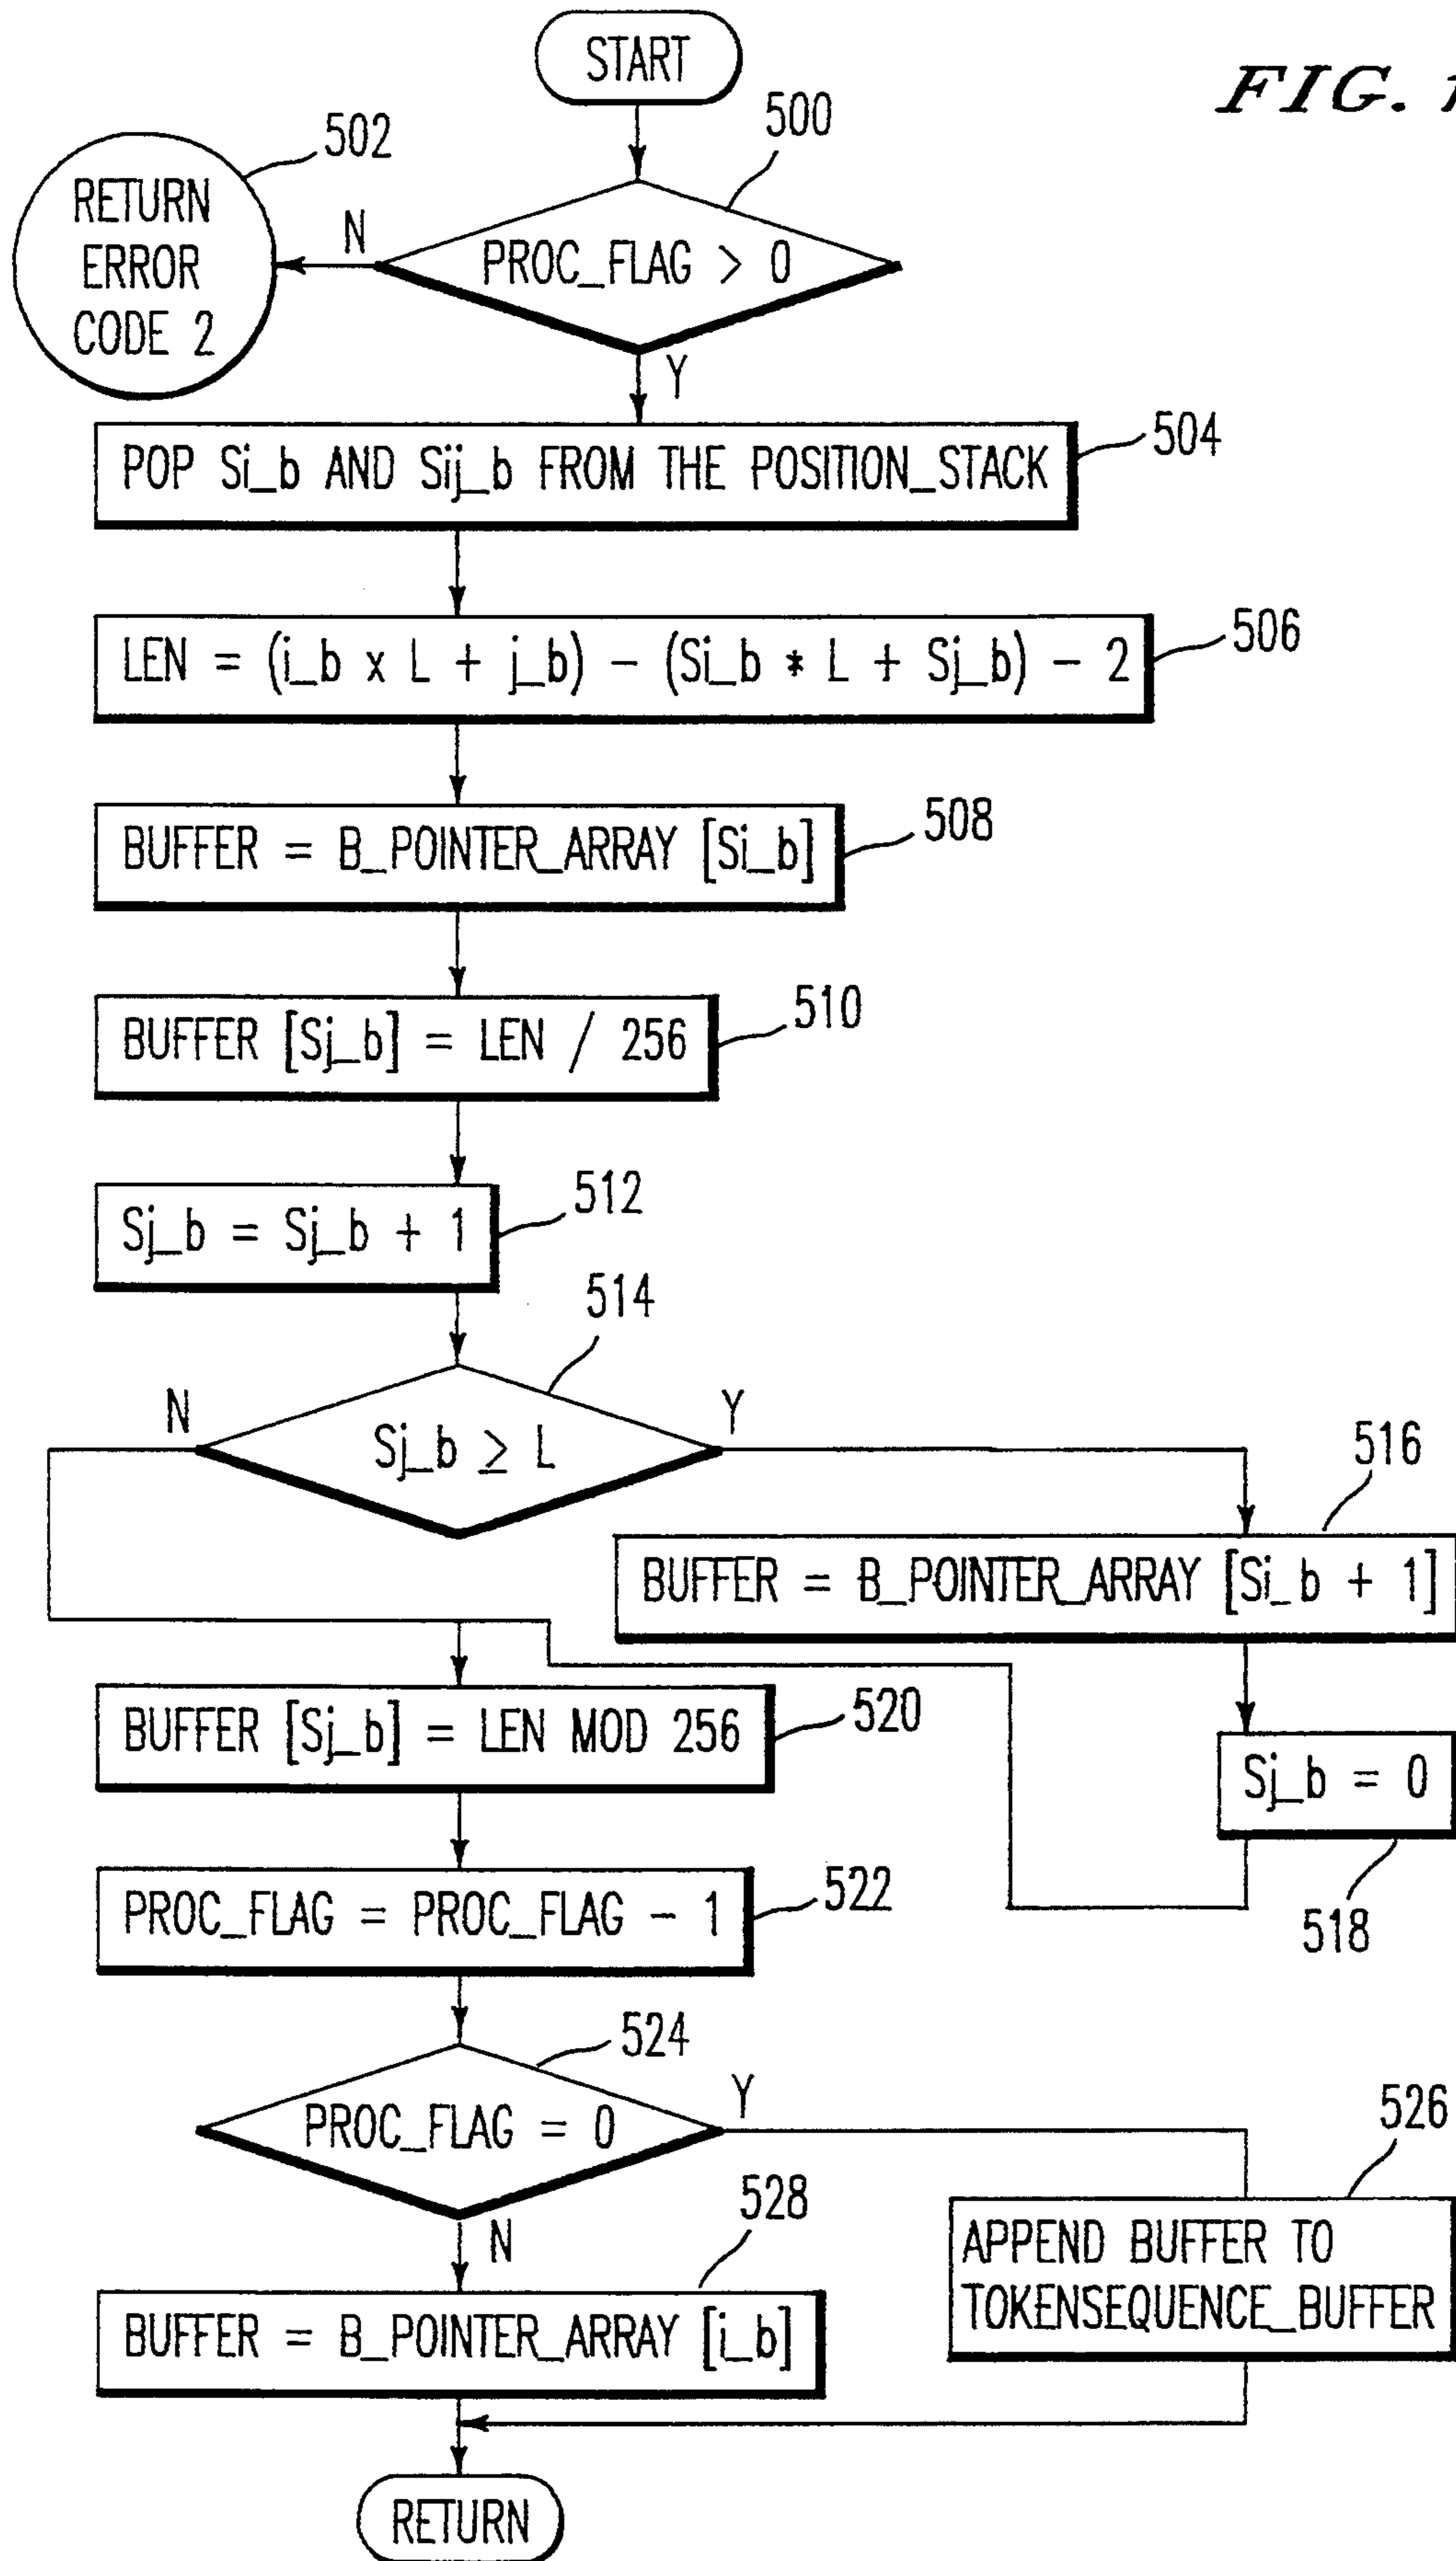 START
FIG. 1
500
502
RETURN
ERROR
CODE 2
N
PROC_FLAG > 0
Y
504
POP Si_b AND Sij_b FROM THE POSITION_STACK
506
LEN = (i_b x L + j_b) – (Si_b * L + Sj_b) – 2
508
BUFFER = B_POINTER_ARRAY [Si_b]
510
BUFFER [Sj_b] = LEN / 256
512
Sj_b = Sj_b + 1
514
N
Sj_b ≥ L
Y
516
BUFFER = B_POINTER_ARRAY [Si_b + 1]
520
BUFFER [Sj_b] = LEN MOD 256
Sj_b = 0
518
522
PROC_FLAG = PROC_FLAG – 1
524
PROC_FLAG = 0
Y
526
N
528
APPEND BUFFER TO
TOKENSEQUENCE_BUFFER
BUFFER = B_POINTER_ARRAY [i_b]
RETURN